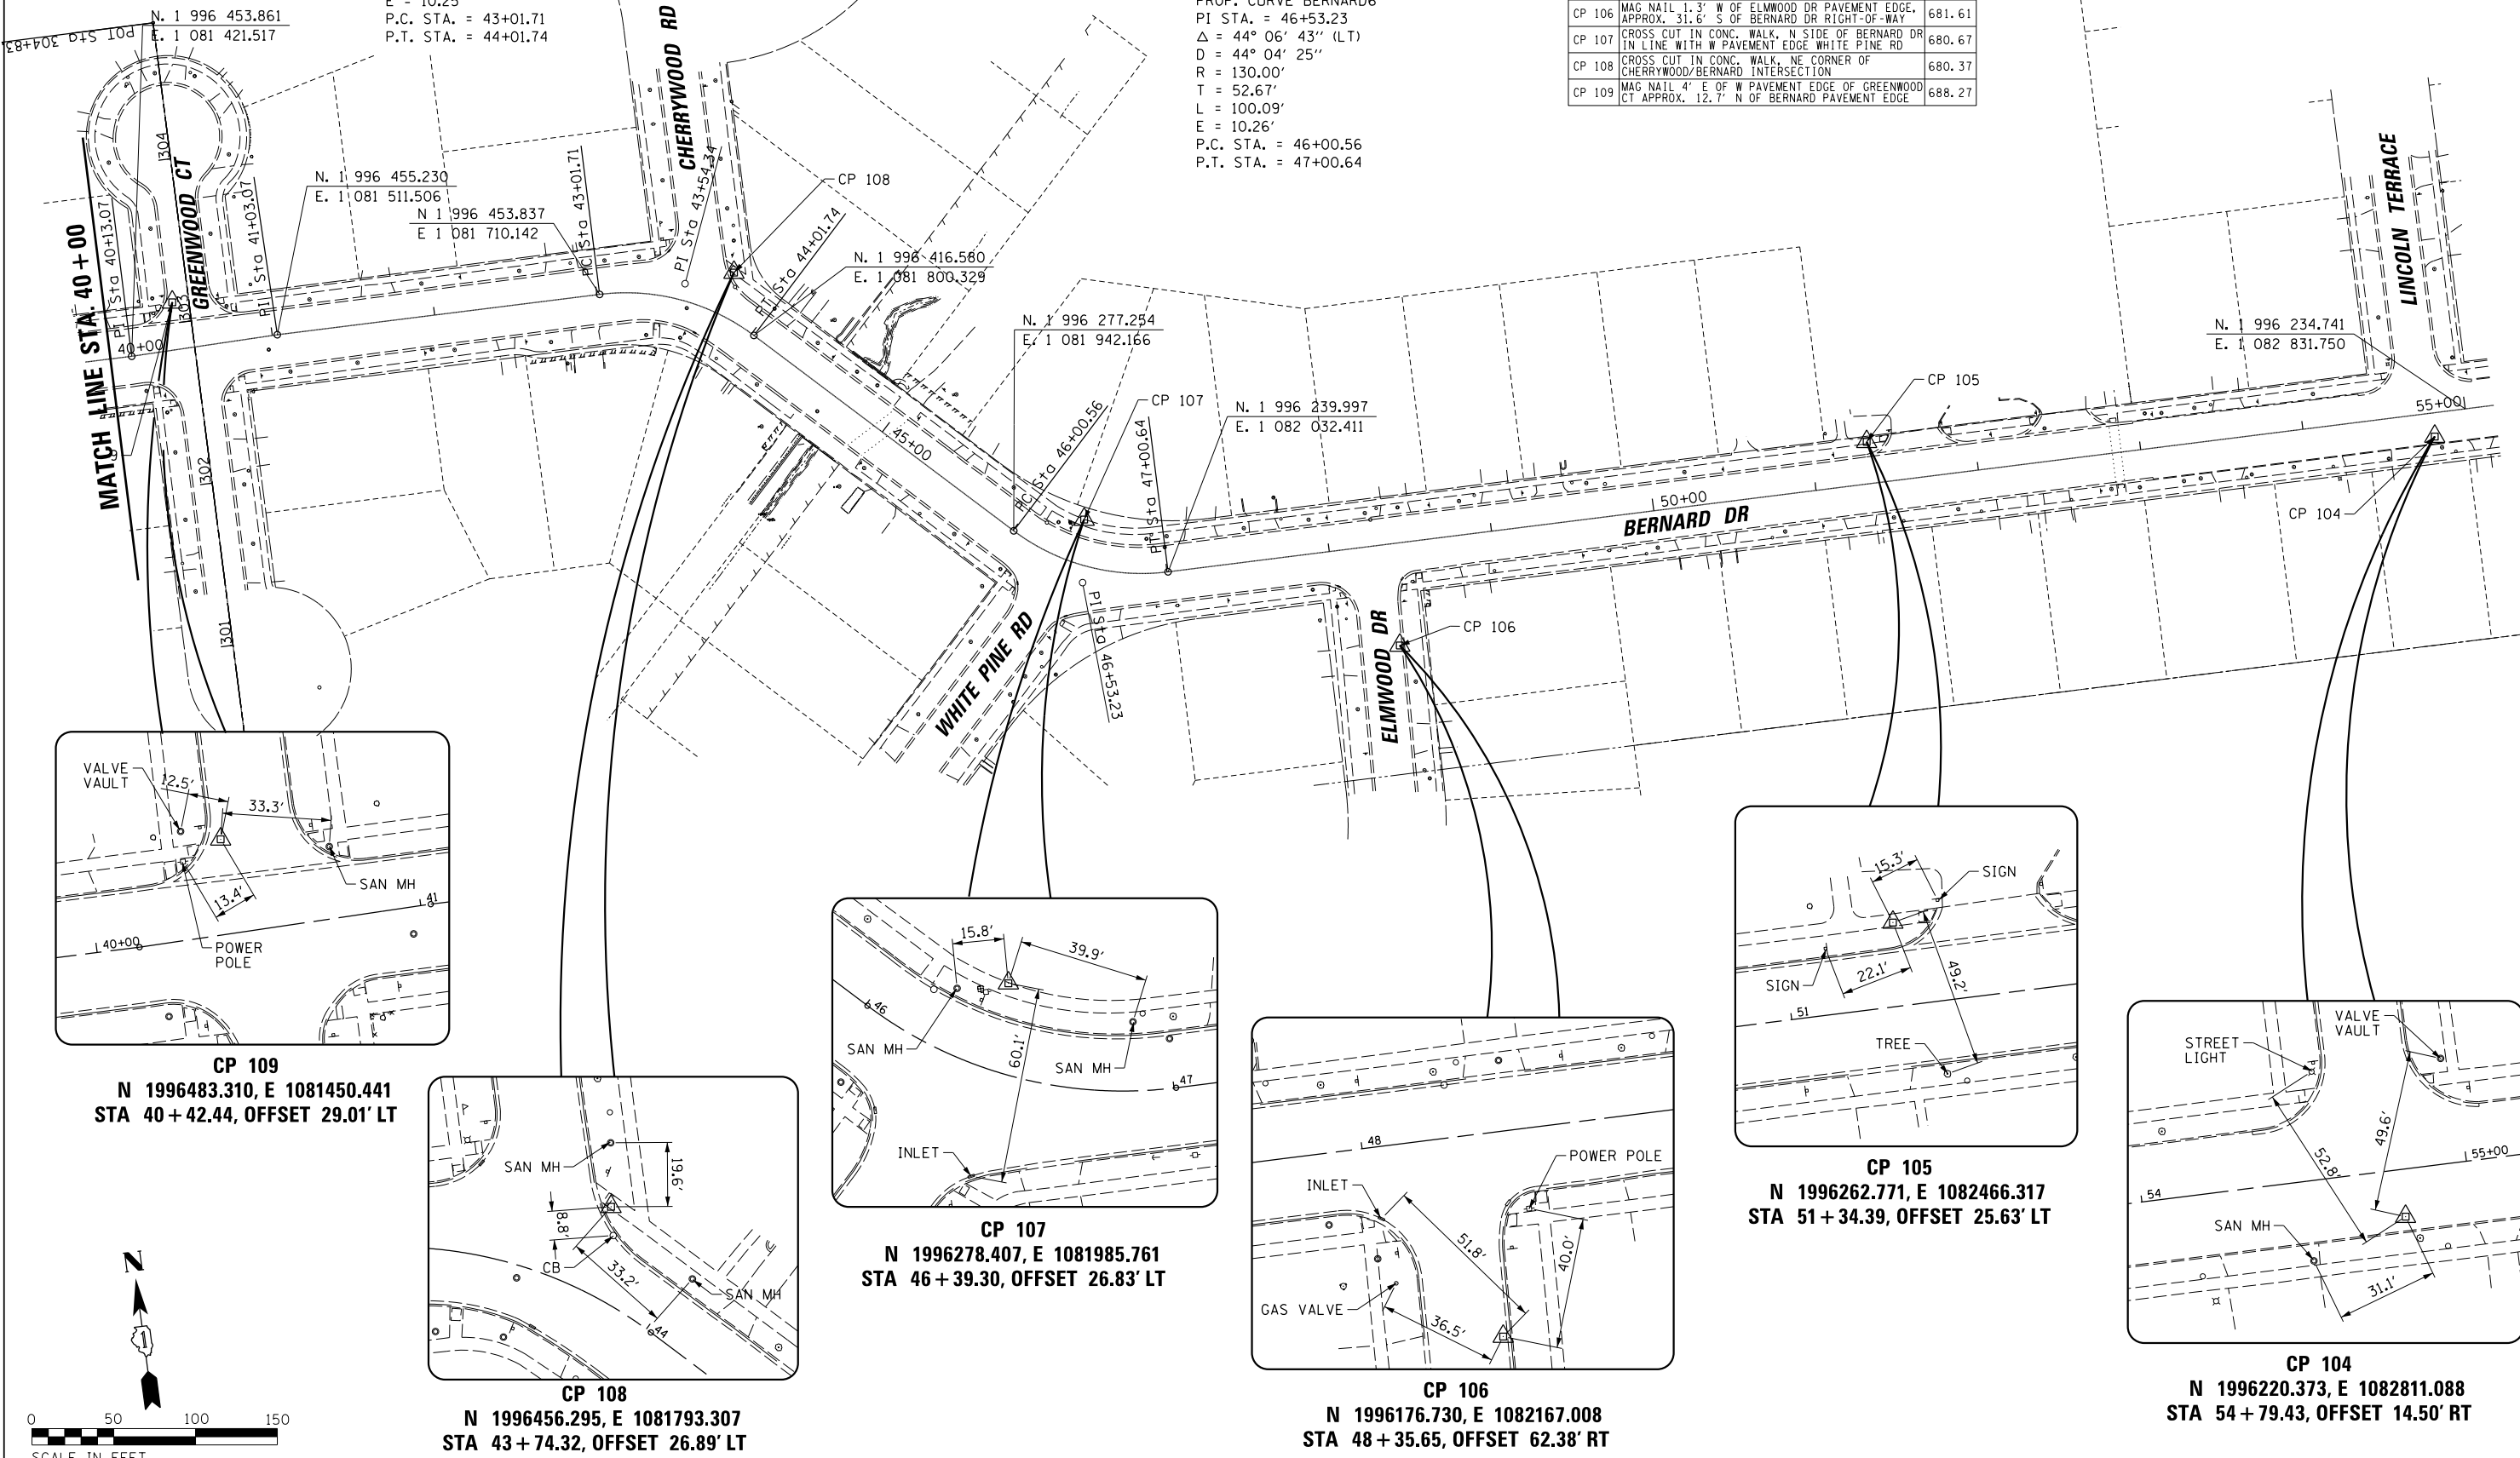 N. 1 996 453.861
E. 1 081 421.517
POT Sta 304+83.
E = 10.25'
P.C. STA. = 43+01.71
P.T. STA. = 44+01.74
PROP. CURVE BERNARD6
PI STA. = 46+53.23
Δ = 44° 06' 43" (LT)
D = 44° 04' 25"
R = 130.00'
T = 52.67'
L = 100.09'
E = 10.26'
P.C. STA. = 46+00.56
P.T. STA. = 47+00.64
CP 106 MAG NAIL 1.3' W OF ELMWOOD DR PAVEMENT EDGE, 681.61
APPROX. 31.6' S OF BERNARD DR RIGHT-OF-WAY
CP 107 CROSS CUT IN CONC. WALK, N SIDE OF BERNARD DR 680.67
IN LINE WITH W PAVEMENT EDGE WHITE PINE RD
CP 108 CROSS CUT IN CONC. WALK, NE CORNER OF 680.37
CHERRYWOOD/BERNARD INTERSECTION
CP 109 MAG NAIL 4' E OF W PAVEMENT EDGE OF GREENWOOD 688.27
CT APPROX. 12.7' N OF BERNARD PAVEMENT EDGE
MATCH LINE STA. 40+00
PI Sta 40+13.07
GREENWOOD CT
304
303
302
301
PI Sta 41+03.07
N. 1 996 455.230
E. 1 081 511.506
N 1 996 453.837
E 1 081 710.142
PC Sta 43+01.71
CHERRYWOOD RD
PI Sta 43+54.34
CP 108
PT Sta 44+01.74
N. 1 996 416.580
E. 1 081 800.329
40+00
45+00
N. 1 996 277.254
E. 1 081 942.166
PC Sta 46+00.56
CP 107
PT Sta 47+00.64
N. 1 996 239.997
E. 1 082 032.411
PI Sta 46+53.23
WHITE PINE RD
ELMWOOD DR
CP 106
50+00
BERNARD DR
CP 105
LINCOLN TERRACE
N. 1 996 234.741
E. 1 082 831.750
55+00
CP 104
VALVE
VAULT
12.5'
33.3'
SAN MH
13.4'
41
40+00
POWER
POLE
CP 109
N 1996483.310, E 1081450.441
STA 40+42.44, OFFSET 29.01' LT
SAN MH
19.6'
8.8'
CB
33.2'
SAN MH
44
CP 108
N 1996456.295, E 1081793.307
STA 43+74.32, OFFSET 26.89' LT
15.8'
39.9'
46
SAN MH
60.1'
SAN MH
47
INLET
CP 107
N 1996278.407, E 1081985.761
STA 46+39.30, OFFSET 26.83' LT
48
POWER POLE
INLET
51.8'
40.0'
GAS VALVE
36.5'
CP 106
N 1996176.730, E 1082167.008
STA 48+35.65, OFFSET 62.38' RT
15.3'
SIGN
22.1'
SIGN
49.2'
51
TREE
CP 105
N 1996262.771, E 1082466.317
STA 51+34.39, OFFSET 25.63' LT
VALVE
VAULT
STREET
LIGHT
49.6'
52.8'
55+00
54
SAN MH
31.1'
CP 104
N 1996220.373, E 1082811.088
STA 54+79.43, OFFSET 14.50' RT
N
1
0 50 100 150
SCALE IN FEET